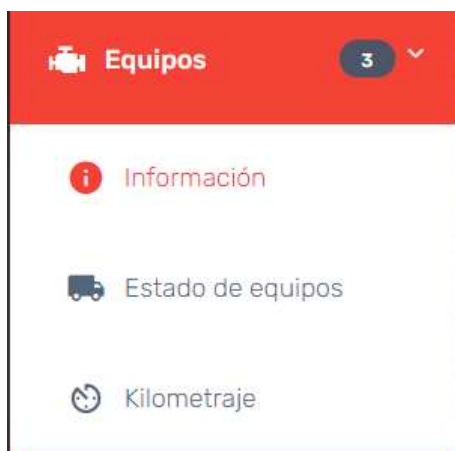 Equipos 3
Información
Estado de equipos
Kilometraje